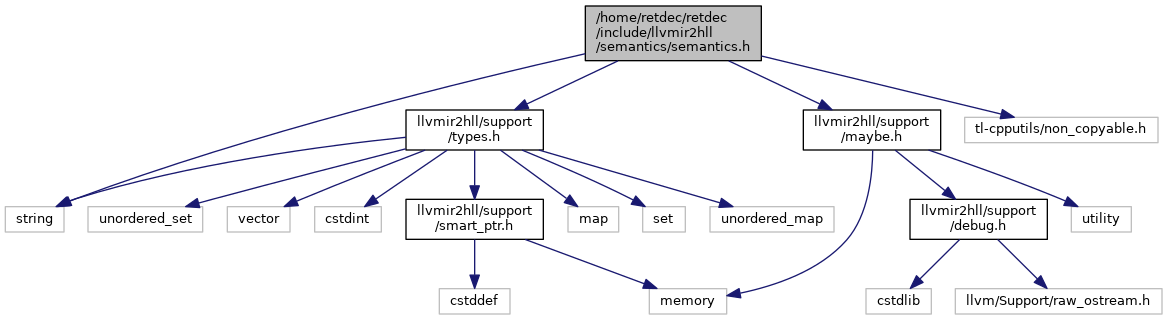 /home/retdec/retdec
/include/llvmir2hll
/semantics/semantics.h
llvmir2hll/support
/types.h
llvmir2hll/support
/maybe.h
tl-cpputils/non_copyable.h
string
unordered_set
vector
cstdint
llvmir2hll/support
/smart_ptr.h
map
set
unordered_map
llvmir2hll/support
/debug.h
utility
cstddef
memory
cstdlib
llvm/Support/raw_ostream.h